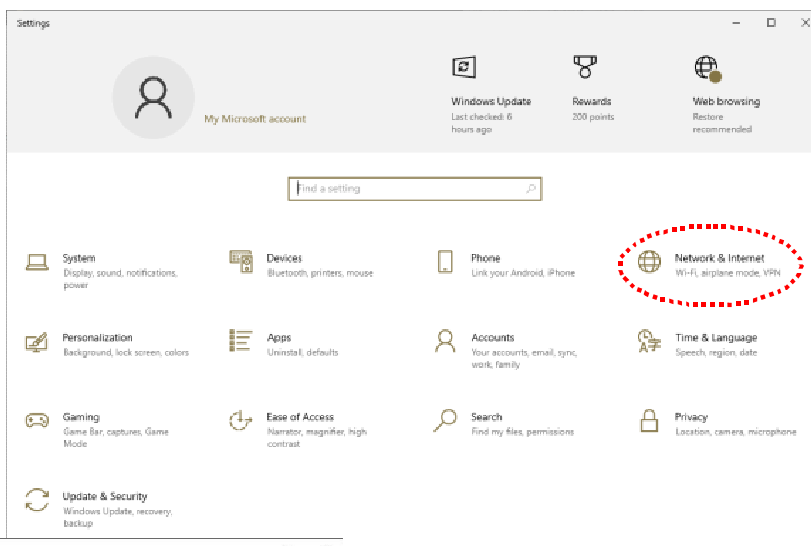 Settings
My Microsoft account
Windows Update
Last checked: 6
hours ago
Rewards
200 points
Web browsing
Restore
recommended
Find a setting
System
Display, sound, notifications,
power
Devices
Bluetooth, printers, mouse
Phone
Link your Android, iPhone
Network & Internet
Wi-Fi, airplane mode, VPN
Personalization
Background, lock screen, colors
Apps
Uninstall, defaults
Accounts
Your accounts, email, sync,
work, family
Time & Language
Speech, region, date
Gaming
Game Bar, captures, Game
Mode
Ease of Access
Narrator, magnifier, high
contrast
Search
Find my files, permissions
Privacy
Location, camera, microphone
Update & Security
Windows Update, recovery,
backup